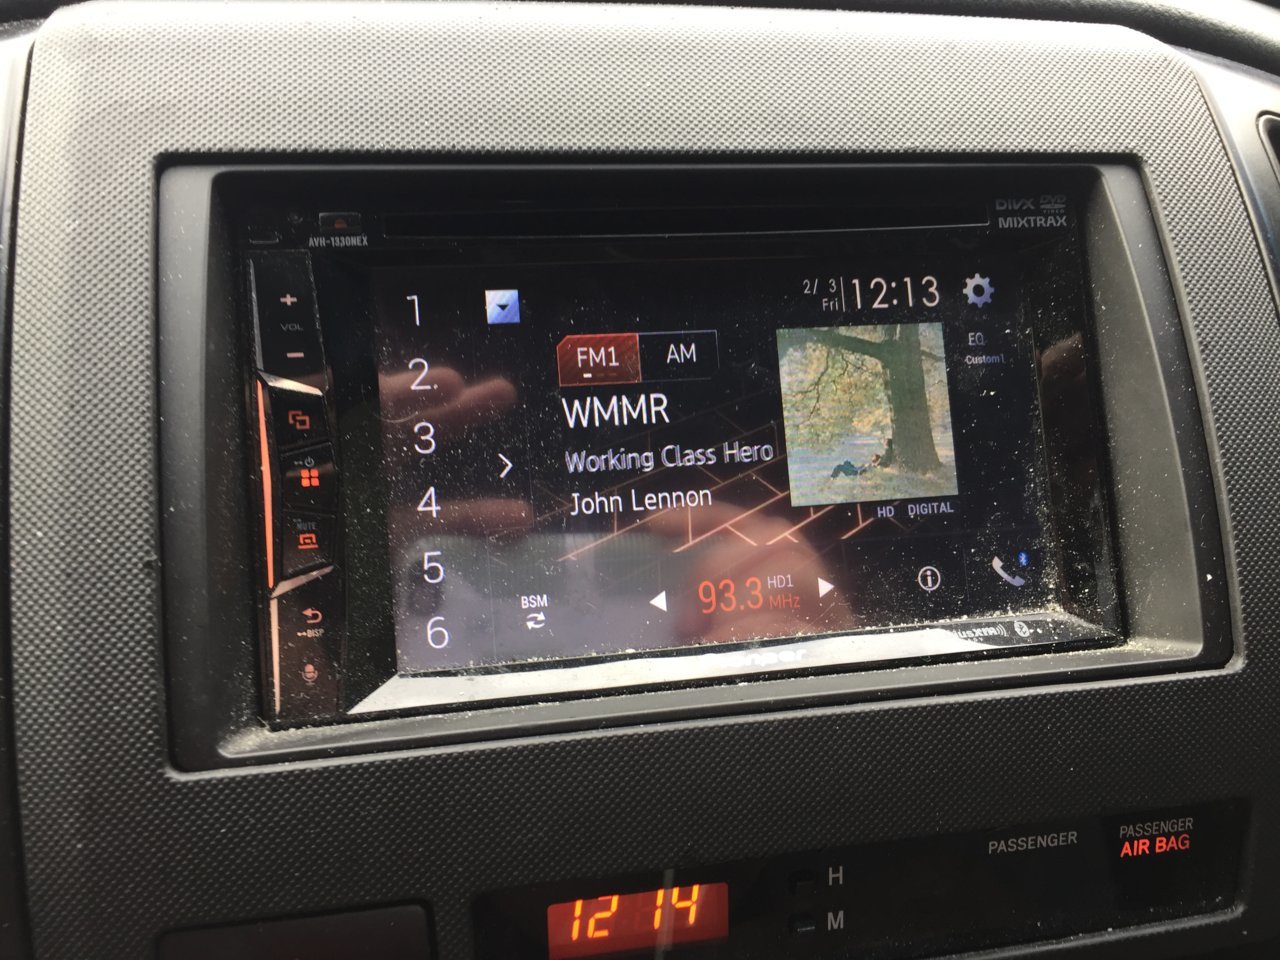 DIVX DVD VIDEO
MIXTRAX
AVH-1330NEX
+
VOL
−
MUTE
DISP
1
2
3
4
5
6
2/ 3
Fri
12:13
FM1 AM
EQ
Custom1
WMMR
Working Class Hero
John Lennon
HD DIGITAL
BSM
93.3 HD1
MHz
PASSENGER
PASSENGER
AIR BAG
12 14
H
M